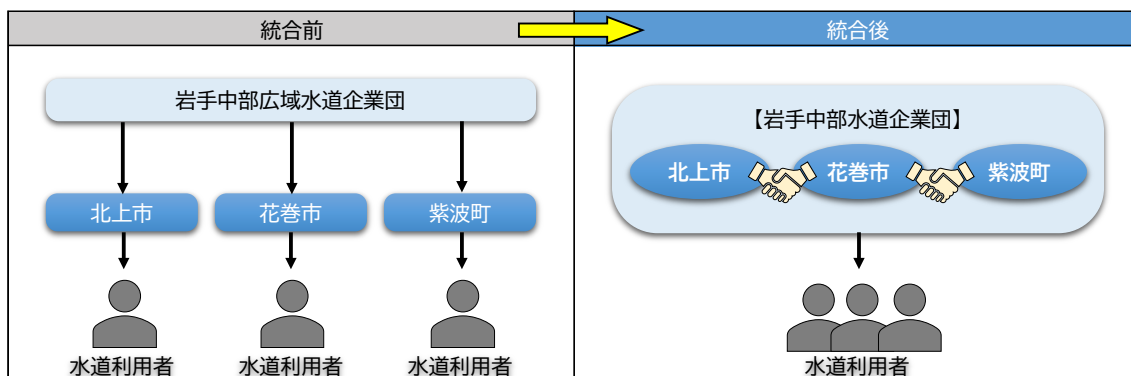 統合前
岩手中部広域水道企業団
北上市
花巻市
紫波町
水道利用者
水道利用者
水道利用者
統合後
【岩手中部水道企業団】
北上市
花巻市
紫波町
水道利用者